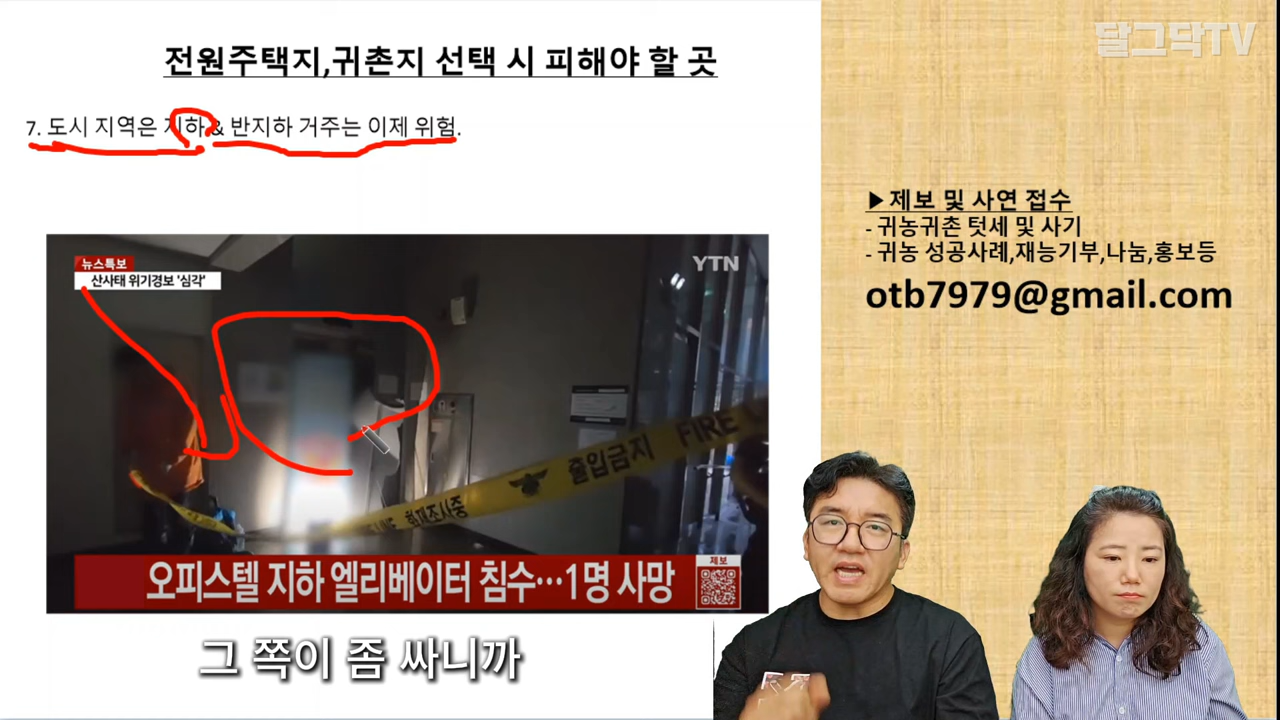 달그닥TV
전원주택지,귀촌지 선택 시 피해야 할 곳
7. 도시 지역은 지하 & 반지하 거주는 이제 위험.
▶제보 및 사연 접수
- 귀농귀촌 텃세 및 사기
- 귀농 성공사례,재능기부,나눔,홍보등
otb7979@gmail.com
뉴스특보
산사태 위기경보 '심각'
YTN
출입금지 FIRE
화재조사중
제보
오피스텔 지하 엘리베이터 침수…1명 사망
그 쪽이 좀 싸니까